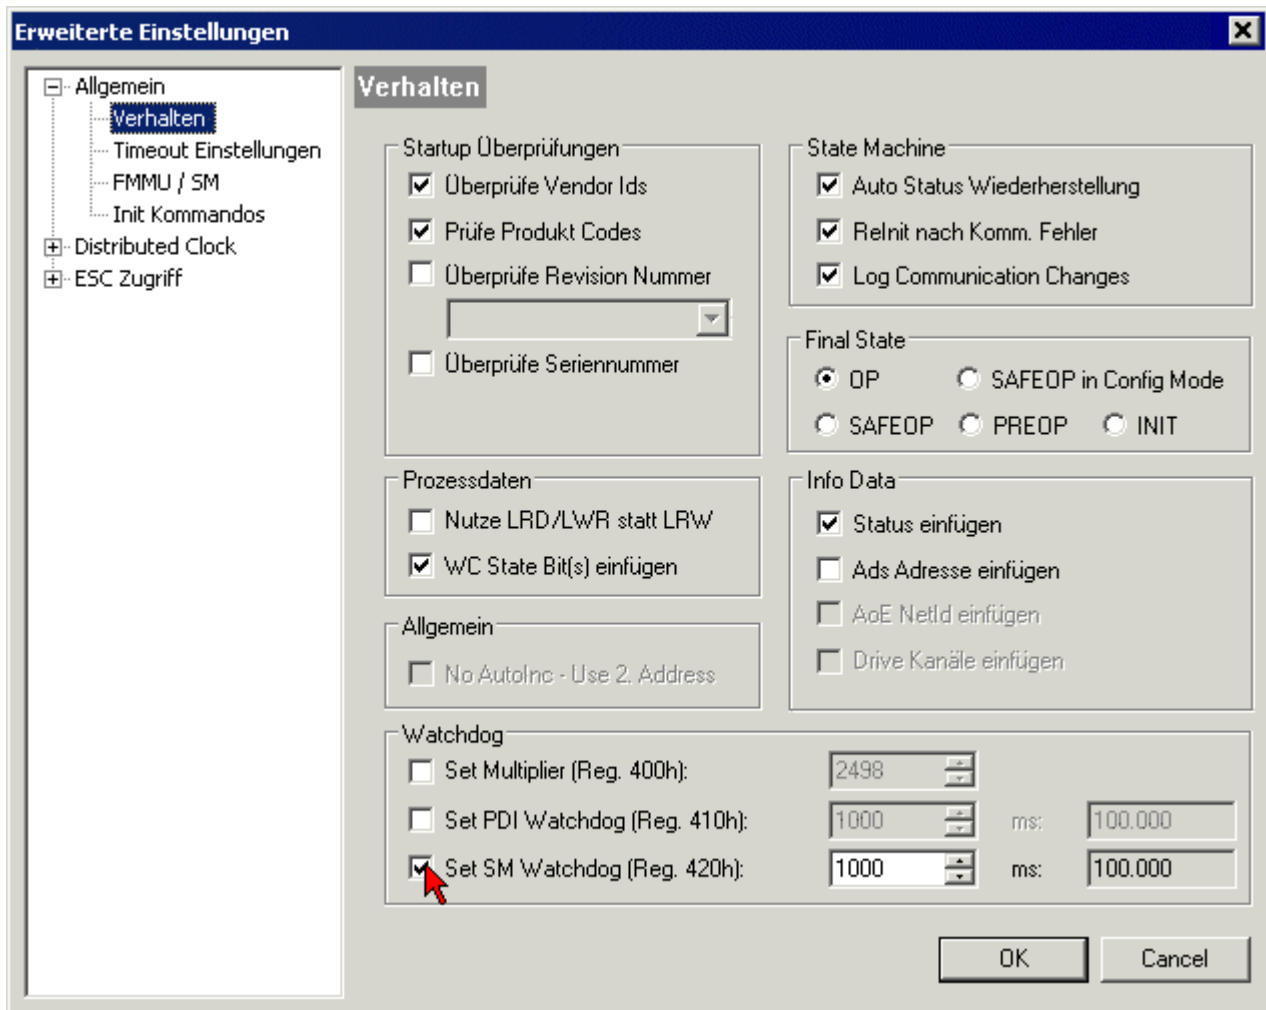 Erweiterte Einstellungen
Allgemein
Verhalten
Timeout Einstellungen
FMMU / SM
Init Kommandos
Distributed Clock
ESC Zugriff
Verhalten
Startup Überprüfungen
Überprüfe Vendor Ids
Prüfe Produkt Codes
Überprüfe Revision Nummer
Überprüfe Seriennummer
State Machine
Auto Status Wiederherstellung
ReInit nach Komm. Fehler
Log Communication Changes
Final State
OP SAFEOP in Config Mode
SAFEOP PREOP INIT
Prozessdaten
Nutze LRD/LWR statt LRW
WC State Bit(s) einfügen
Info Data
Status einfügen
Ads Adresse einfügen
AoE NetId einfügen
Drive Kanäle einfügen
Allgemein
No AutoInc - Use 2. Address
Watchdog
Set Multiplier (Reg. 400h): 2498
Set PDI Watchdog (Reg. 410h): 1000 ms: 100.000
Set SM Watchdog (Reg. 420h): 1000 ms: 100.000
OK Cancel